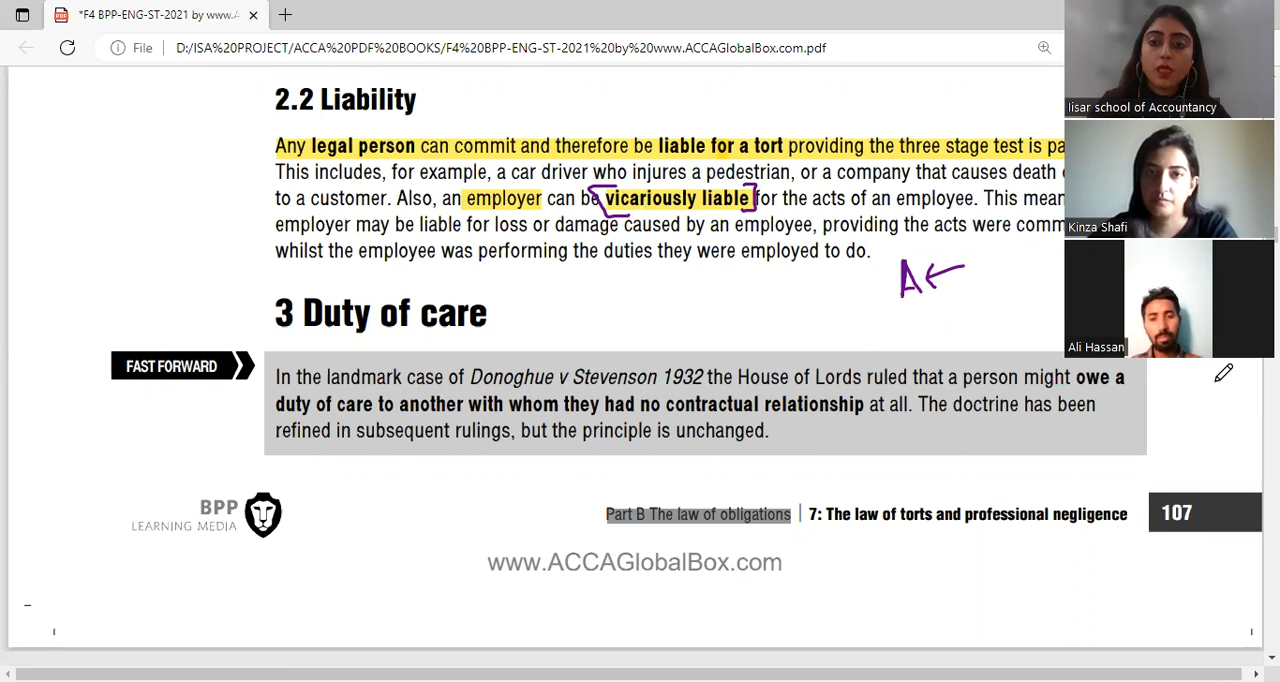 *F4 BPP-ENG-ST-2021 by www.A
File
D:/ISA%20PROJECT/ACCA%20PDF%20BOOKS/F4%20BPP-ENG-ST-2021%20by%20www.ACCAGlobalBox.com.pdf
2.2 Liability
Any legal person can commit and therefore be liable for a tort providing the three stage test is pa
This includes, for example, a car driver who injures a pedestrian, or a company that causes death
to a customer. Also, an employer can be vicariously liable for the acts of an employee. This mean
employer may be liable for loss or damage caused by an employee, providing the acts were comm
whilst the employee was performing the duties they were employed to do.
A
3 Duty of care
FAST FORWARD
In the landmark case of Donoghue v Stevenson 1932 the House of Lords ruled that a person might owe a
duty of care to another with whom they had no contractual relationship at all. The doctrine has been
refined in subsequent rulings, but the principle is unchanged.
BPP
LEARNING MEDIA
Part B The law of obligations | 7: The law of torts and professional negligence
107
www.ACCAGlobalBox.com
lisar school of Accountancy
Kinza Shafi
Ali Hassan